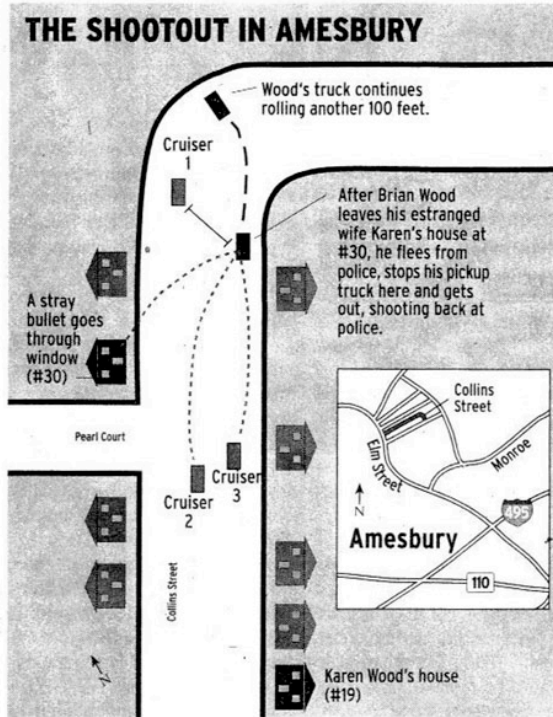 THE SHOOTOUT IN AMESBURY
Wood's truck continues
rolling another 100 feet.
Cruiser
1
After Brian Wood
leaves his estranged
wife Karen's house at
#30, he flees from
police, stops his pickup
truck here and gets
out, shooting back at
police.
A stray
bullet goes
through
window
(#30)
Pearl Court
Cruiser
2
Cruiser
3
Collins Street
N
Collins
Street
Elm Street
Monroe
N
495
Amesbury
110
Karen Wood's house
(#19)